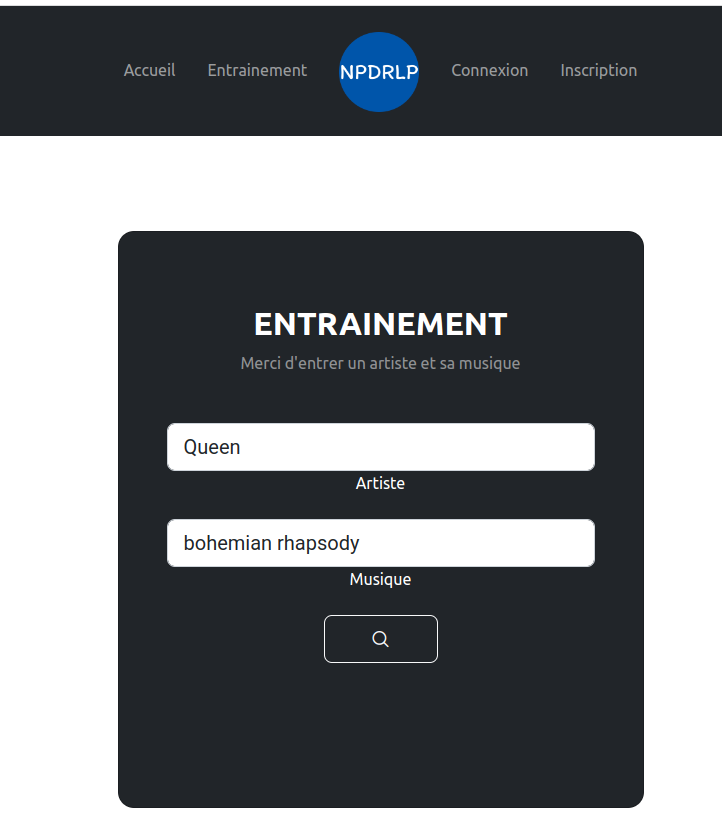 Accueil Entrainement NPDRLP Connexion Inscription
ENTRAINEMENT
Merci d'entrer un artiste et sa musique
Queen
Artiste
bohemian rhapsody
Musique